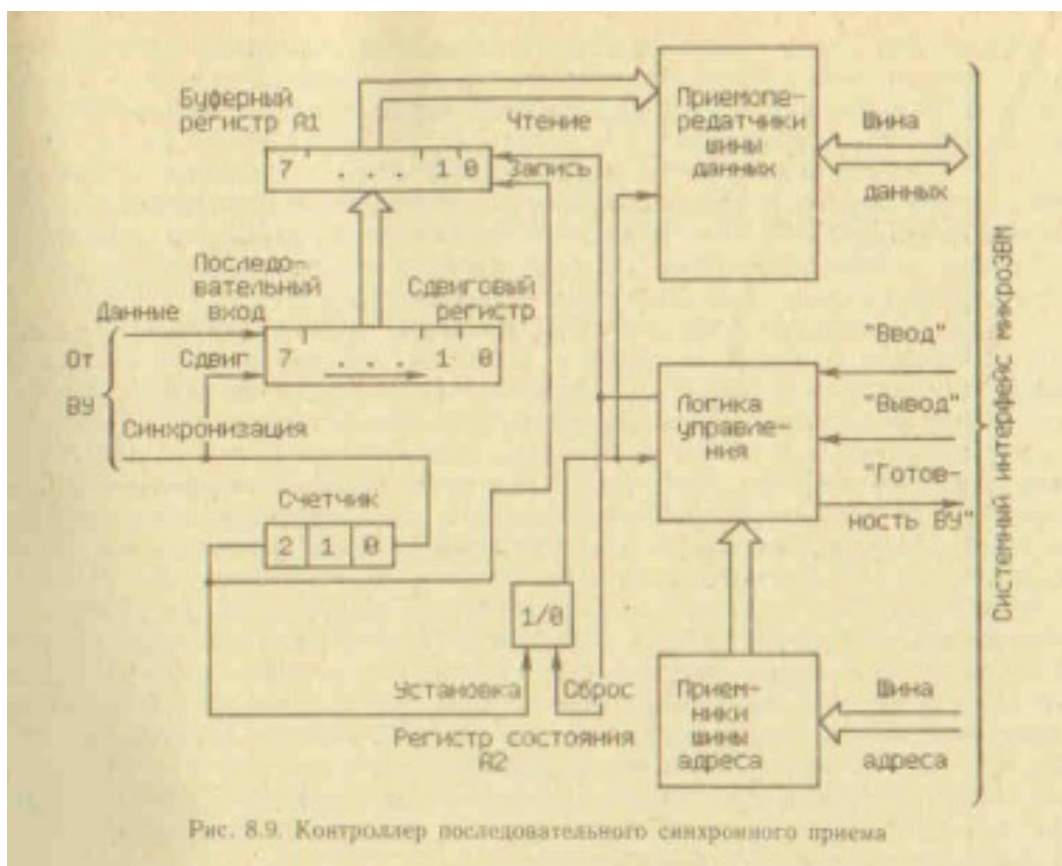 Буферный
регистр А1
Чтение
Запись
7 . . . 1 0
Приемопе-
редатчики
шины
данных
Шина
данных
Последо-
вательный
вход
Данные
Сдвиговый
регистр
От
ВУ
Сдвиг
7 . . . 1 0
Синхронизация
Счетчик
2 1 0
1/0
Логика
управле-
ния
"Ввод"
"Вывод"
"Готов-
ность ВУ"
Системный интерфейс микроЭВМ
Установка
Сброс
Регистр состояния
А2
Прием-
ники
шины
адреса
Шина
адреса
Рис. 8.9. Контроллер последовательного синхронного приема